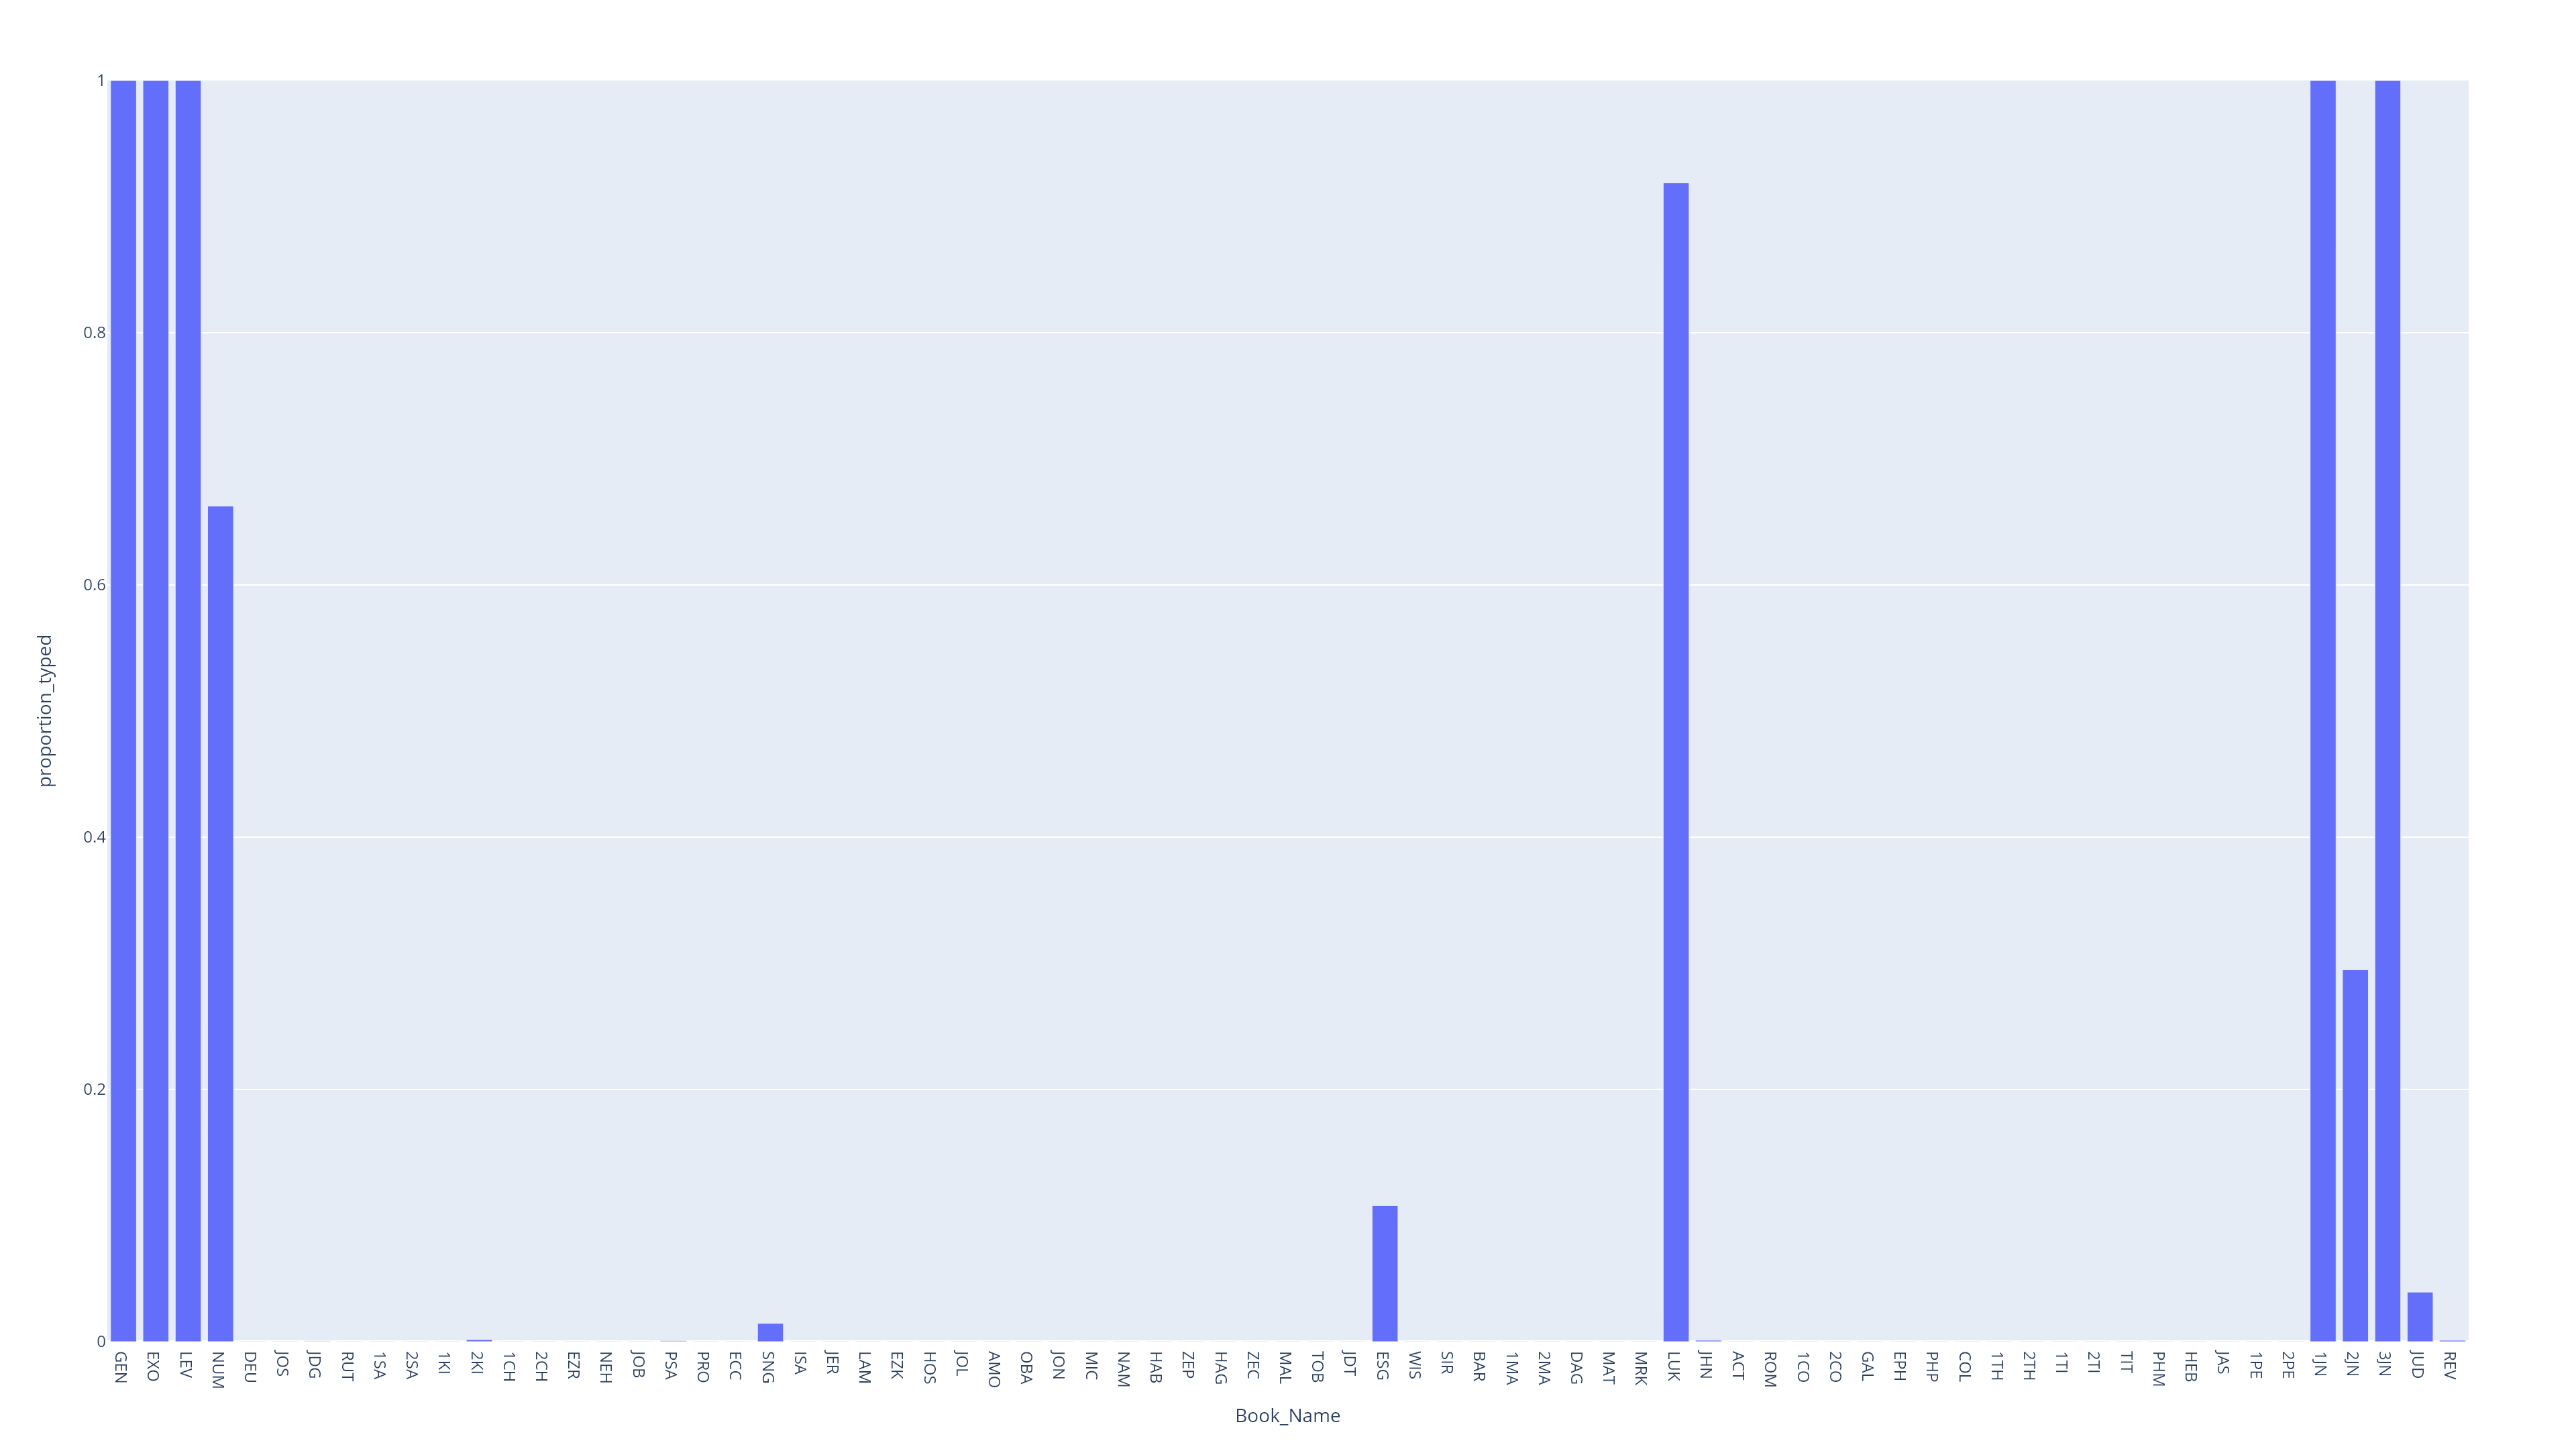 1
0.8
0.6
0.4
0.2
0
proportion_typed
GEN
EXO
LEV
NUM
DEU
JOS
JDG
RUT
1SA
2SA
1KI
2KI
1CH
2CH
EZR
NEH
JOB
PSA
PRO
ECC
SNG
ISA
JER
LAM
EZK
HOS
JOL
AMO
OBA
JON
MIC
NAM
HAB
ZEP
HAG
ZEC
MAL
TOB
JDT
ESG
WIS
SIR
BAR
1MA
2MA
DAG
MAT
MRK
LUK
JHN
ACT
ROM
1CO
2CO
GAL
EPH
PHP
COL
1TH
2TH
1TI
2TI
TIT
PHM
HEB
JAS
1PE
2PE
1JN
2JN
3JN
JUD
REV
Book_Name